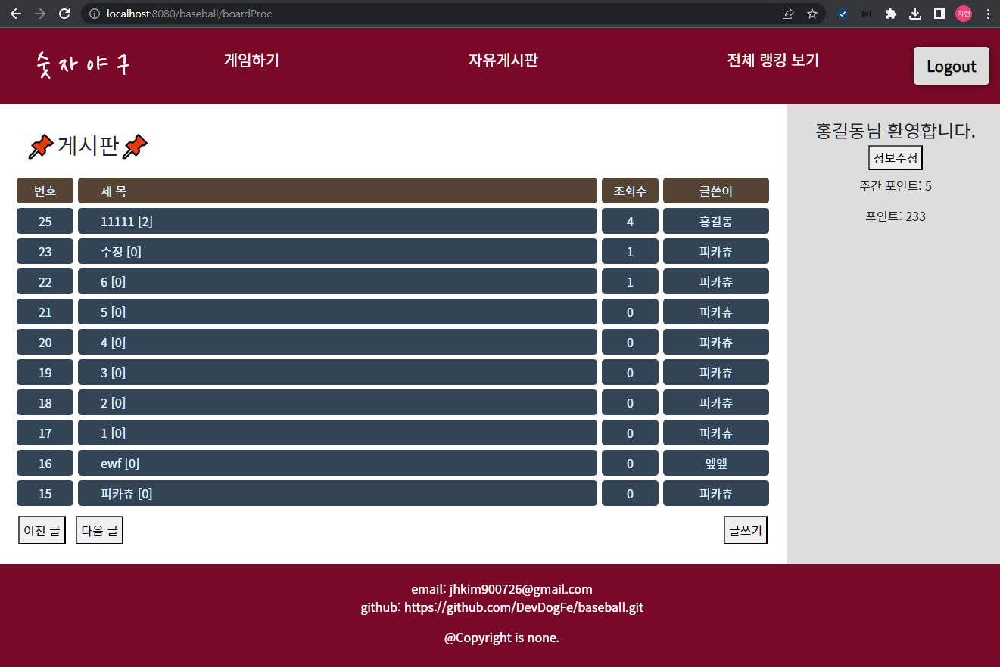 localhost:8080/baseball/boardProc
지현
숫자야구 게임하기 자유게시판 전체 랭킹 보기 Logout
게시판
홍길동님 환영합니다.
정보수정
주간 포인트: 5
포인트: 233
번호 제 목 조회수 글쓴이
25 11111 [2] 4 홍길동
23 수정 [0] 1 피카츄
22 6 [0] 1 피카츄
21 5 [0] 0 피카츄
20 4 [0] 0 피카츄
19 3 [0] 0 피카츄
18 2 [0] 0 피카츄
17 1 [0] 0 피카츄
16 ewf [0] 0 엪엪
15 피카츄 [0] 0 피카츄
이전 글 다음 글 글쓰기
email: jhkim900726@gmail.com
github: https://github.com/DevDogFe/baseball.git
@Copyright is none.